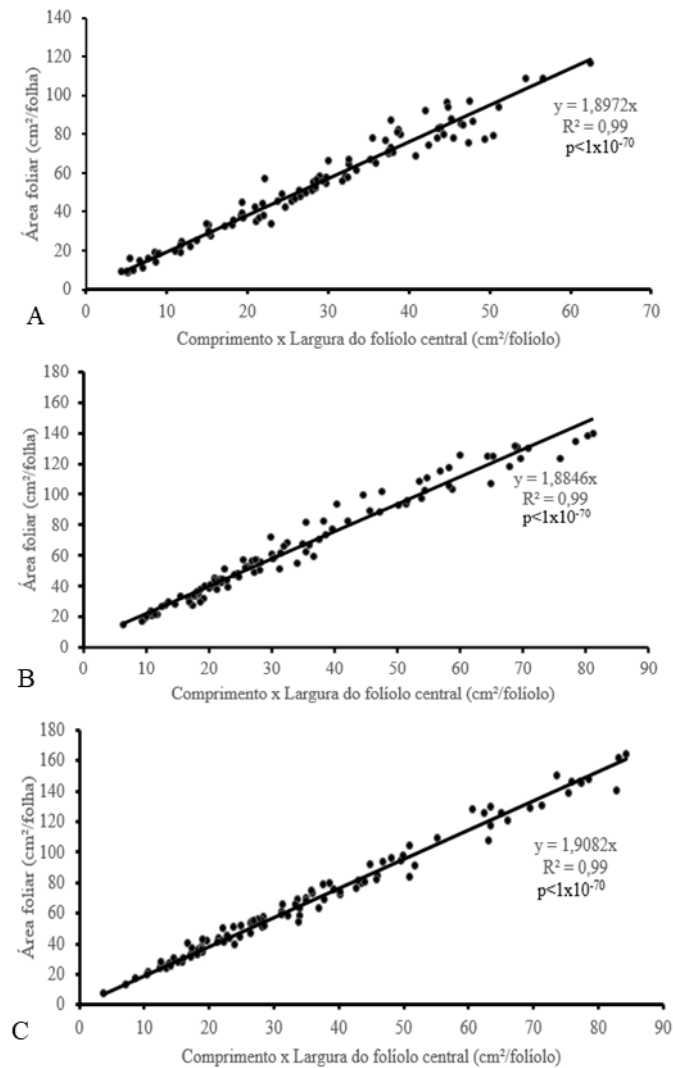 140
120
100
80
60
40
20
0
Área foliar (cm²/folha)
y = 1,8972x
R² = 0,99
p<1x10⁻⁷⁰
0 10 20 30 40 50 60 70
A
Comprimento x Largura do folíolo central (cm²/folíolo)
180
160
140
120
100
80
60
40
20
0
Área foliar (cm²/folha)
y = 1,8846x
R² = 0,99
p<1x10⁻⁷⁰
0 10 20 30 40 50 60 70 80 90
B
Comprimento x Largura do folíolo central (cm²/folíolo)
180
160
140
120
100
80
60
40
20
0
Área foliar (cm²/folha)
y = 1,9082x
R² = 0,99
p<1x10⁻⁷⁰
0 10 20 30 40 50 60 70 80 90
C
Comprimento x Largura do folíolo central (cm²/folíolo)